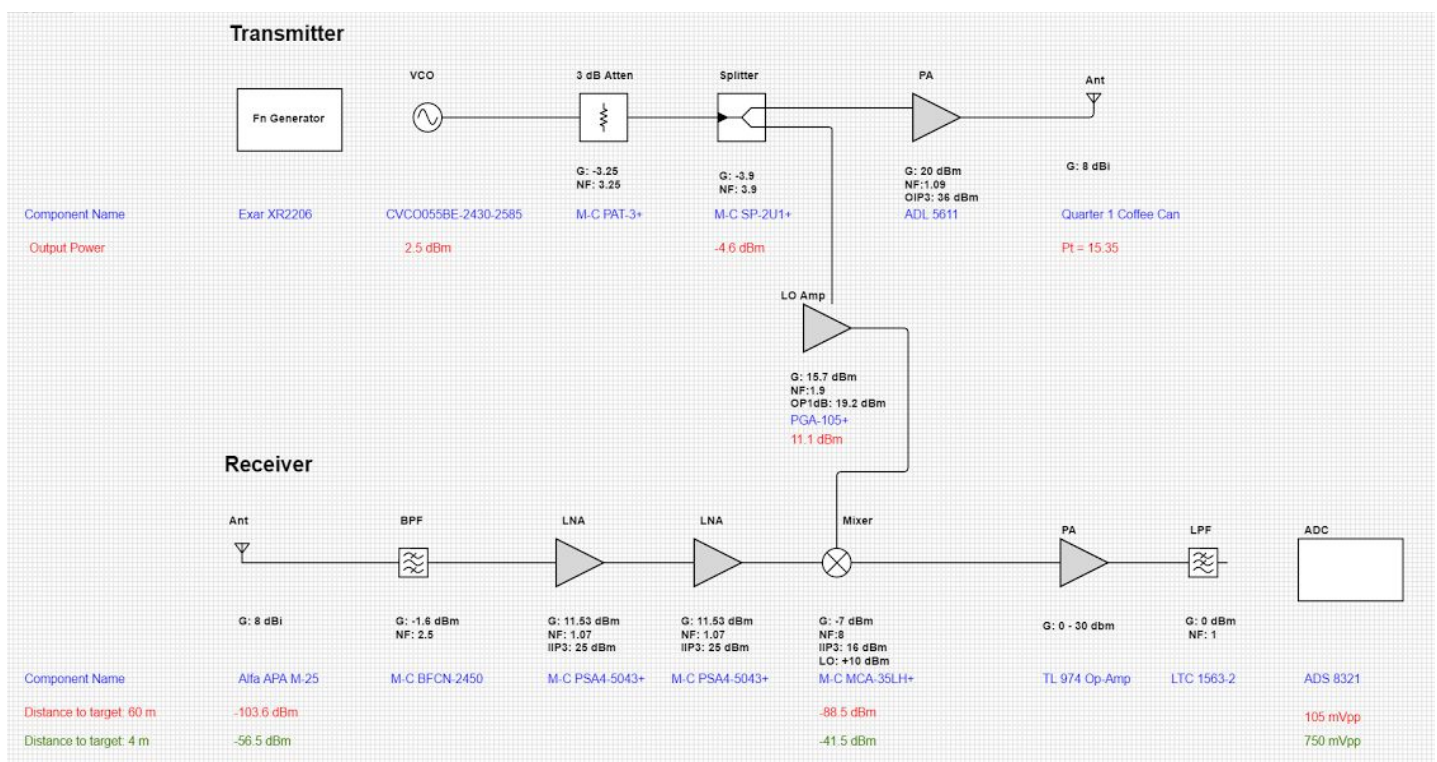 Transmitter
VCO
3 dB Atten
Splitter
PA
Ant
Fn Generator
G: -3.25
NF: 3.25
G: -3.9
NF: 3.9
G: 20 dBm
NF:1.09
OIP3: 36 dBm
G: 8 dBi
Component Name
Exar XR2206
CVCO055BE-2430-2585
M-C PAT-3+
M-C SP-2U1+
ADL 5611
Quarter 1 Coffee Can
Output Power
2.5 dBm
-4.6 dBm
Pt = 15.35
LO Amp
G: 15.7 dBm
NF:1.9
OP1dB: 19.2 dBm
PGA-105+
11.1 dBm
Receiver
Ant
BPF
LNA
LNA
Mixer
PA
LPF
ADC
G: 8 dBi
G: -1.6 dBm
NF: 2.5
G: 11.53 dBm
NF: 1.07
IIP3: 25 dBm
G: 11.53 dBm
NF: 1.07
IIP3: 25 dBm
G: -7 dBm
NF:8
IIP3: 16 dBm
LO: +10 dBm
G: 0 - 30 dbm
G: 0 dBm
NF: 1
Component Name
Alfa APA M-25
M-C BFCN-2450
M-C PSA4-5043+
M-C PSA4-5043+
M-C MCA-35LH+
TL 974 Op-Amp
LTC 1563-2
ADS 8321
Distance to target: 60 m
-103.6 dBm
-88.5 dBm
105 mVpp
Distance to target: 4 m
-56.5 dBm
-41.5 dBm
750 mVpp